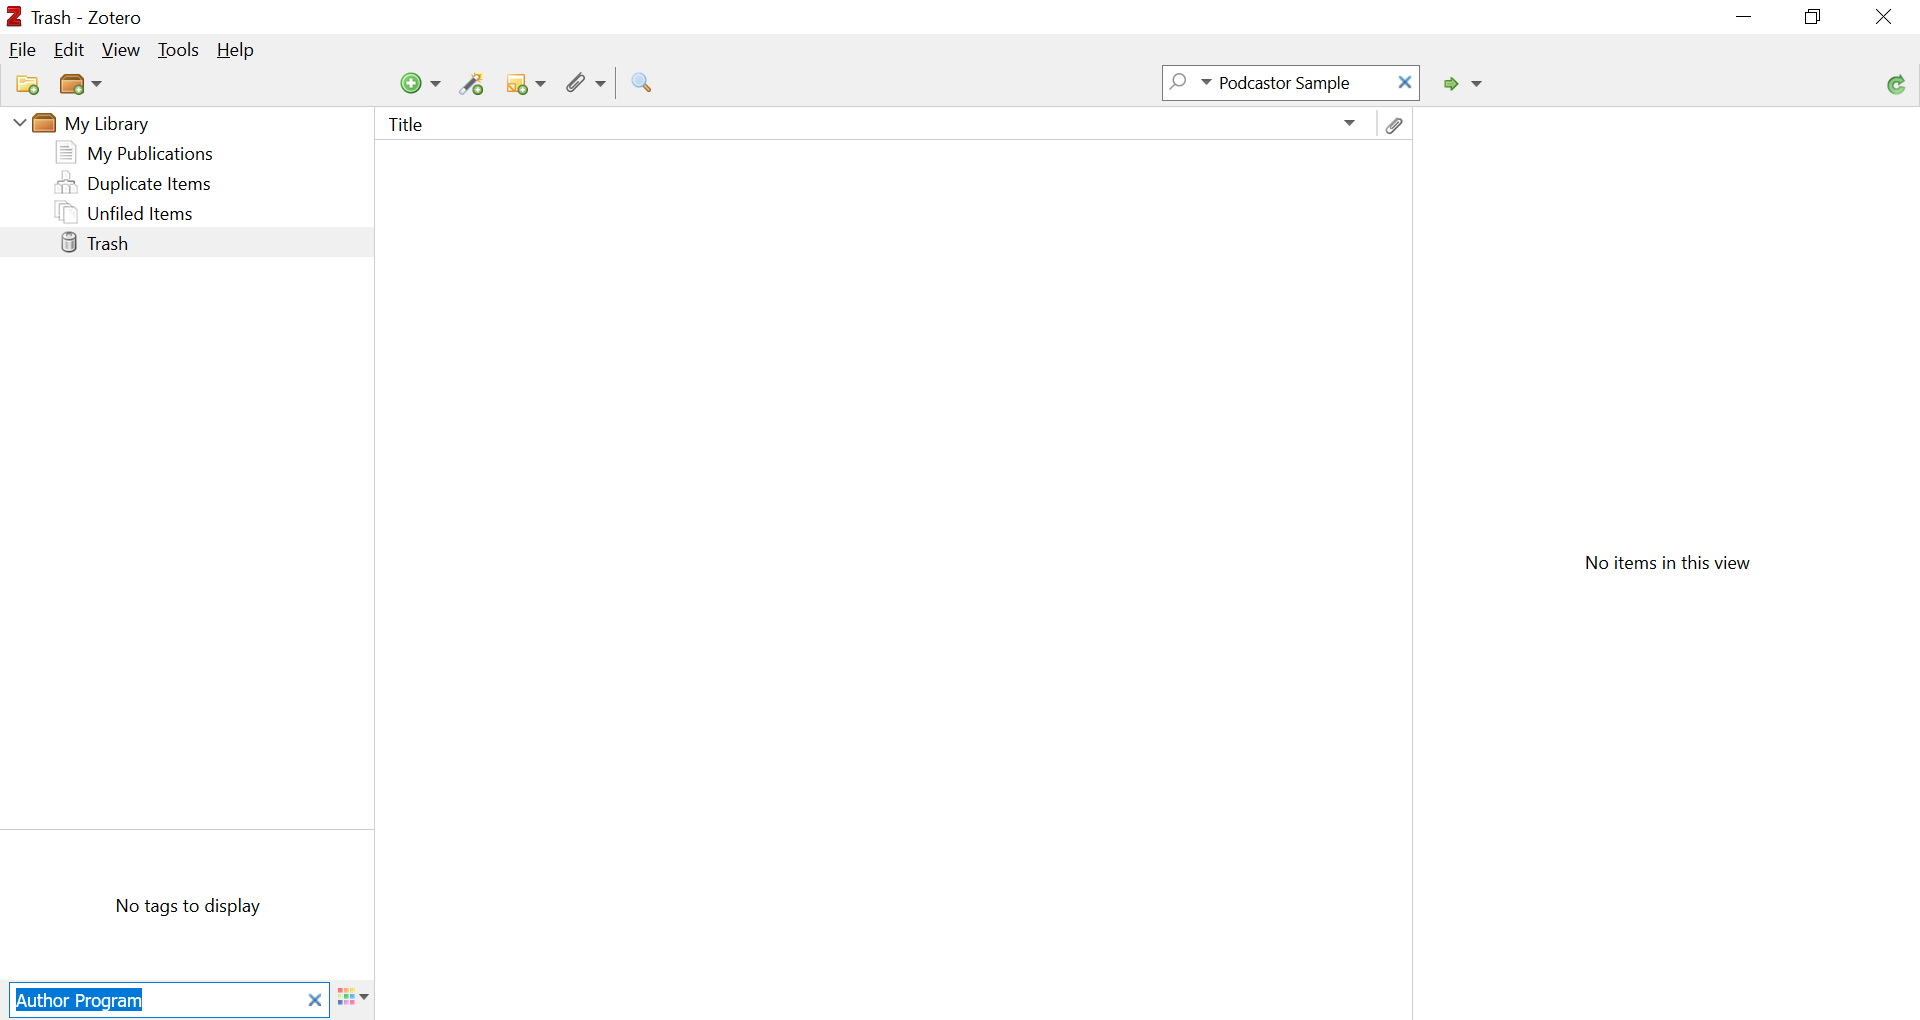 Trash - Zotero
File Edit View Tools Help
Podcastor Sample
My Library
My Publications
Duplicate Items
Unfiled Items
Trash
Title
No items in this view
No tags to display
Author Program